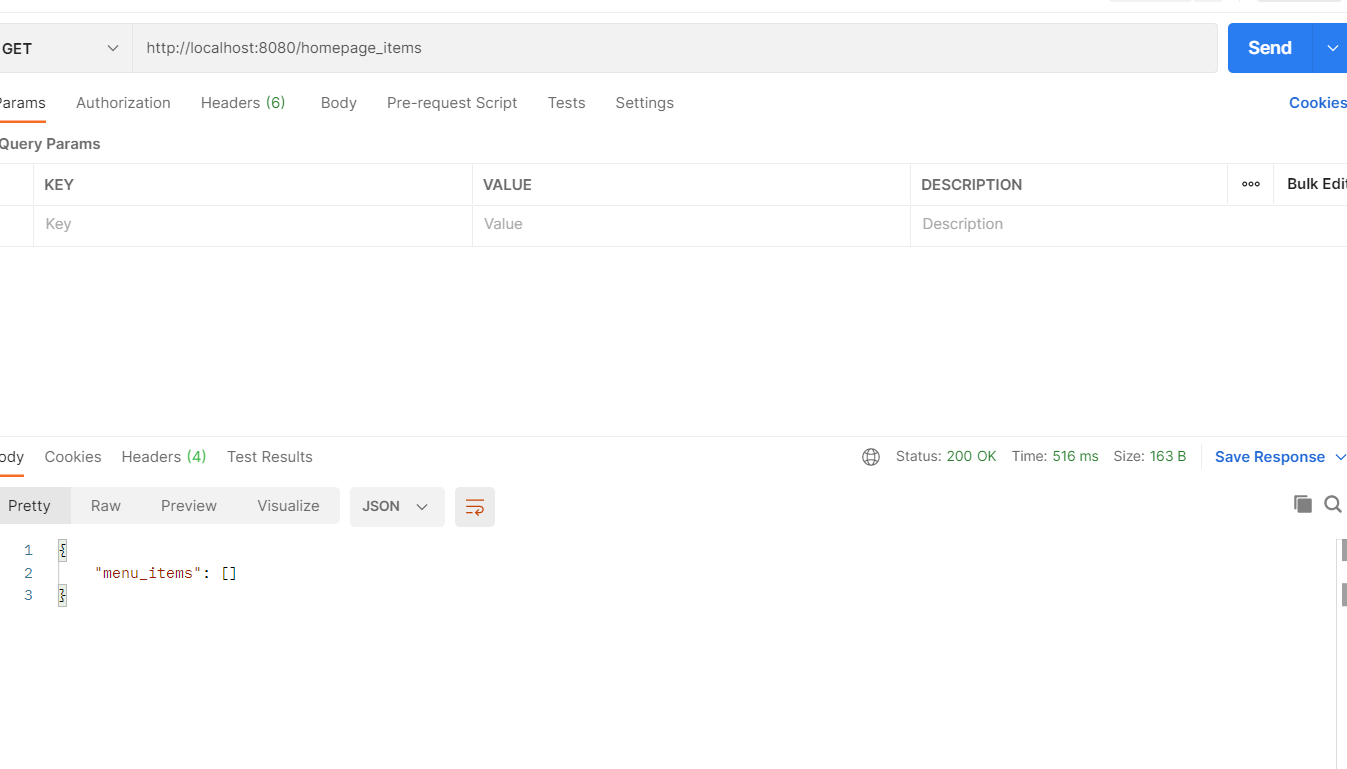 GET http://localhost:8080/homepage_items Send
Params Authorization Headers (6) Body Pre-request Script Tests Settings Cookies
Query Params
KEY VALUE DESCRIPTION ooo Bulk Edit
Key Value Description
ody Cookies Headers (4) Test Results Status: 200 OK Time: 516 ms Size: 163 B Save Response
Pretty Raw Preview Visualize JSON
1 {
2 "menu_items": []
3 }